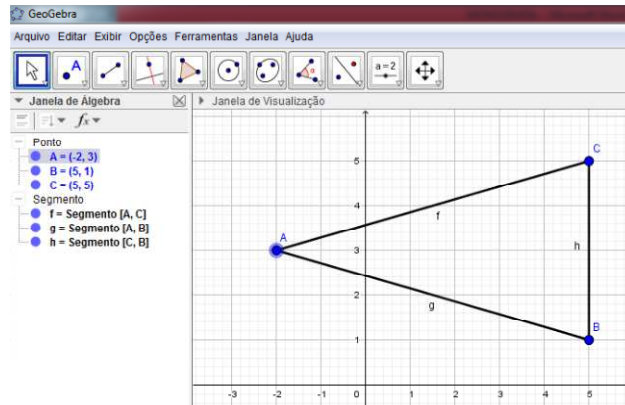 GeoGebra
Arquivo Editar Exibir Opções Ferramentas Janela Ajuda
A
α
a=2
Janela de Álgebra
Janela de Visualização
fx
Ponto
A = (-2, 3)
B = (5, 1)
C = (5, 5)
Segmento
f = Segmento [A, C]
g = Segmento [A, B]
h = Segmento [C, B]
C
5
4
f
A
h
3
2
g
B
1
-3 -2 -1 0 1 2 3 4 5